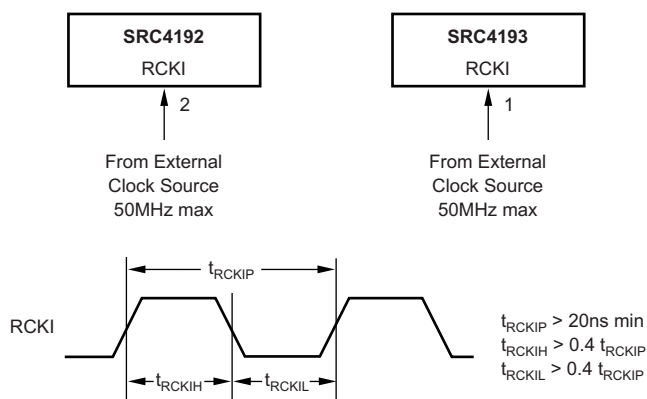 SRC4192
RCKI
2
From External
Clock Source
50MHz max
SRC4193
RCKI
1
From External
Clock Source
50MHz max
tRCKIP
RCKI
tRCKIH
tRCKIL
tRCKIP > 20ns min
tRCKIH > 0.4 tRCKIP
tRCKIL > 0.4 tRCKIP